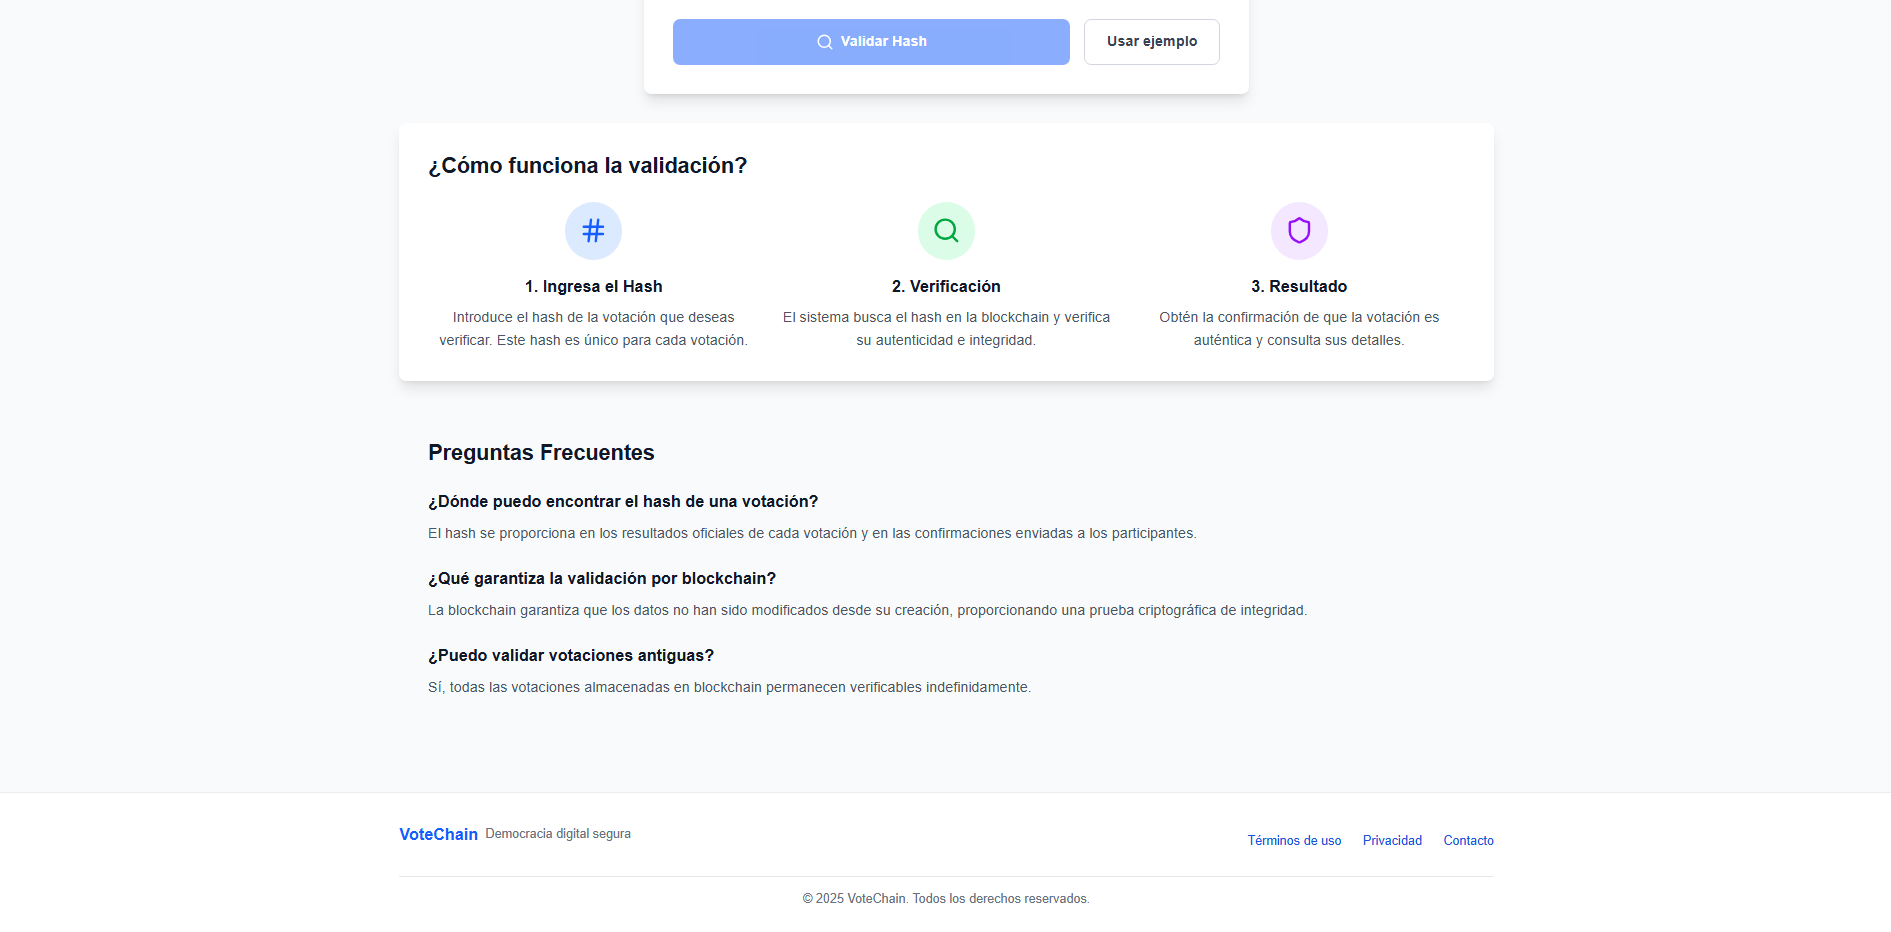 Validar Hash
Usar ejemplo
¿Cómo funciona la validación?
1. Ingresa el Hash
Introduce el hash de la votación que deseas
verificar. Este hash es único para cada votación.
2. Verificación
El sistema busca el hash en la blockchain y verifica
su autenticidad e integridad.
3. Resultado
Obtén la confirmación de que la votación es
auténtica y consulta sus detalles.
Preguntas Frecuentes
¿Dónde puedo encontrar el hash de una votación?
El hash se proporciona en los resultados oficiales de cada votación y en las confirmaciones enviadas a los participantes.
¿Qué garantiza la validación por blockchain?
La blockchain garantiza que los datos no han sido modificados desde su creación, proporcionando una prueba criptográfica de integridad.
¿Puedo validar votaciones antiguas?
Sí, todas las votaciones almacenadas en blockchain permanecen verificables indefinidamente.
VoteChain Democracia digital segura
Términos de uso Privacidad Contacto
© 2025 VoteChain. Todos los derechos reservados.